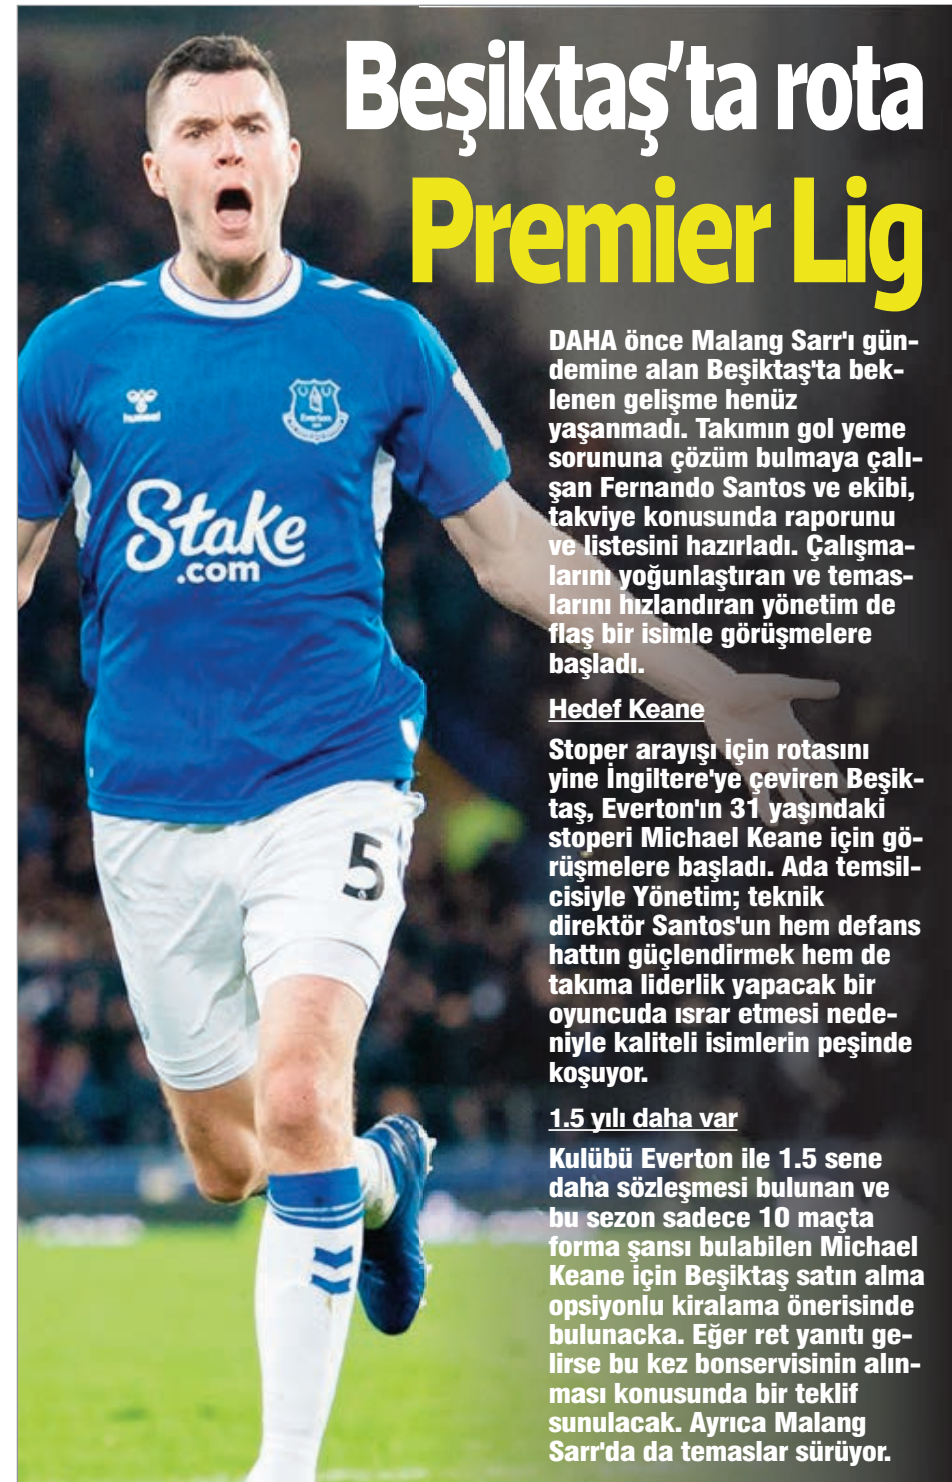 Beşiktaş'ta rota
Premier Lig
DAHA önce Malang Sarr'ı gün-
demine alan Beşiktaş'ta bek-
lenen gelişme henüz
yaşanmadı. Takımın gol yeme
sorununa çözüm bulmaya çalı-
şan Fernando Santos ve ekibi,
takviye konusunda raporunu
ve listesini hazırladı. Çalışma-
larını yoğunlaştıran ve temas-
larını hızlandıran yönetim de
flaş bir isimle görüşmelere
başladı.
Hedef Keane
Stoper arayışı için rotasını
yine İngiltere'ye çeviren Beşik-
taş, Everton'ın 31 yaşındaki
stoperi Michael Keane için gö-
rüşmelere başladı. Ada temsil-
cisiyle Yönetim; teknik
direktör Santos'un hem defans
hattın güçlendirmek hem de
takıma liderlik yapacak bir
oyuncuda ısrar etmesi nede-
niyle kaliteli isimlerin peşinde
koşuyor.
1.5 yılı daha var
Kulübü Everton ile 1.5 sene
daha sözleşmesi bulunan ve
bu sezon sadece 10 maçta
forma şansı bulabilen Michael
Keane için Beşiktaş satın alma
opsiyonlu kiralama önerisinde
bulunacka. Eğer ret yanıtı ge-
lirse bu kez bonservisinin alın-
ması konusunda bir teklif
sunulacak. Ayrıca Malang
Sarr'da da temaslar sürüyor.
hummel
Everton
Stake
.com
5